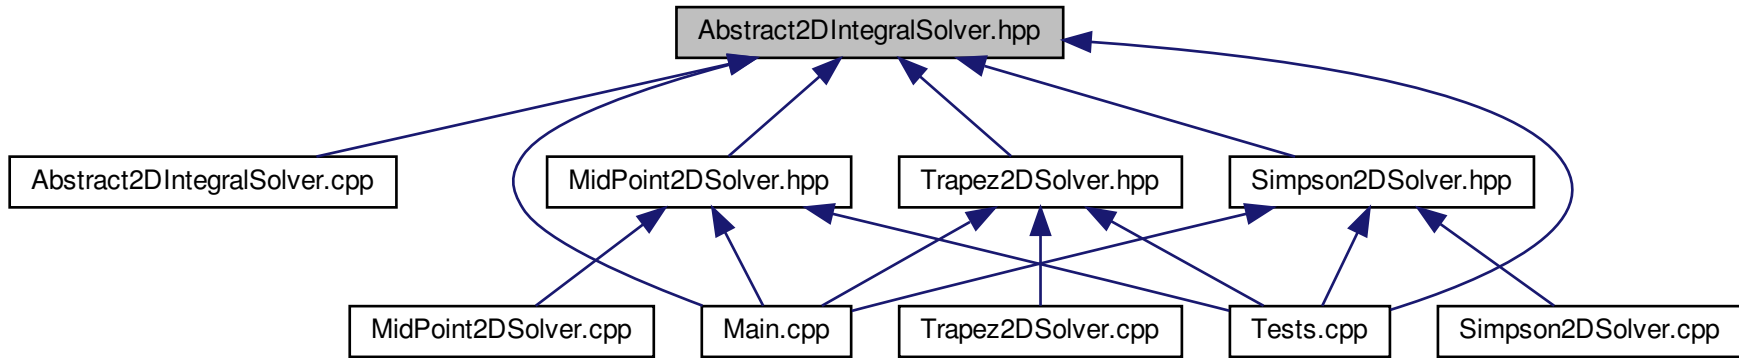 Abstract2DIntegralSolver.hpp
Abstract2DIntegralSolver.cpp
MidPoint2DSolver.hpp
Trapez2DSolver.hpp
Simpson2DSolver.hpp
MidPoint2DSolver.cpp
Main.cpp
Trapez2DSolver.cpp
Tests.cpp
Simpson2DSolver.cpp